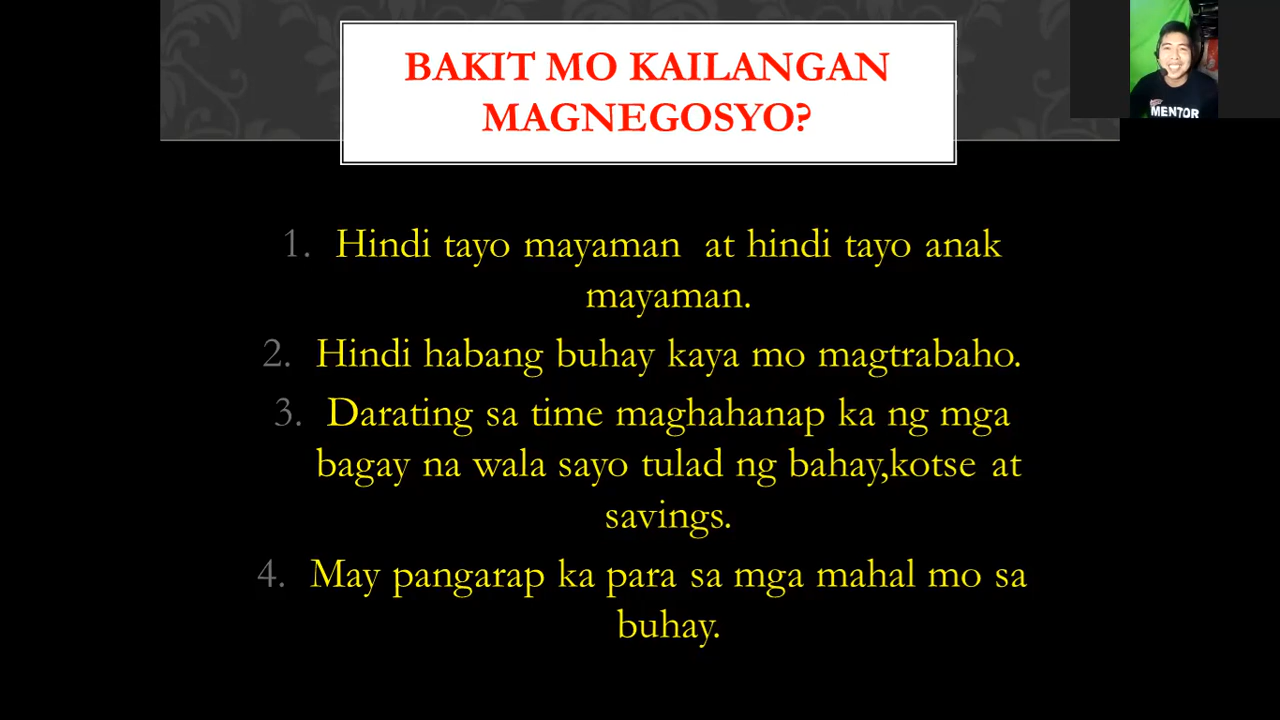 BAKIT MO KAILANGAN
MAGNEGOSYO?
MENTOR
1. Hindi tayo mayaman at hindi tayo anak
mayaman.
2. Hindi habang buhay kaya mo magtrabaho.
3. Darating sa time maghahanap ka ng mga
bagay na wala sayo tulad ng bahay,kotse at
savings.
4. May pangarap ka para sa mga mahal mo sa
buhay.